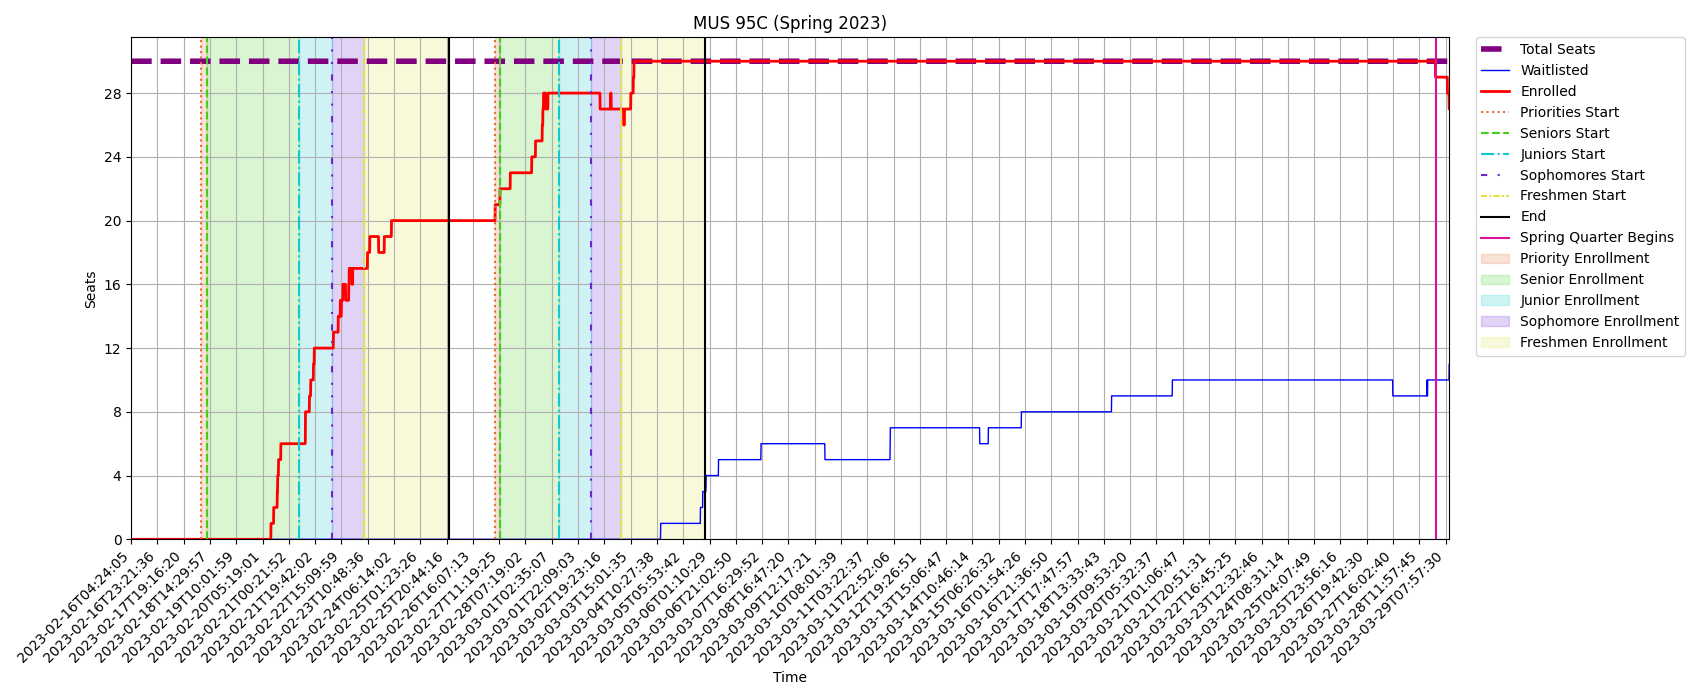 MUS 95C (Spring 2023)
Total Seats
Waitlisted
Enrolled
Priorities Start
Seniors Start
Juniors Start
Sophomores Start
Freshmen Start
End
Spring Quarter Begins
Priority Enrollment
Senior Enrollment
Junior Enrollment
Sophomore Enrollment
Freshmen Enrollment
Seats
28
24
20
16
12
8
4
0
2023-02-16T04:24:05
2023-02-16T23:21:36
2023-02-17T19:16:20
2023-02-18T14:29:57
2023-02-19T10:01:59
2023-02-20T05:19:01
2023-02-21T00:21:52
2023-02-21T19:42:02
2023-02-22T15:09:59
2023-02-23T10:48:36
2023-02-24T06:14:02
2023-02-25T01:23:26
2023-02-25T20:44:16
2023-02-26T16:07:13
2023-02-27T11:19:25
2023-02-28T07:19:02
2023-03-01T02:35:07
2023-03-01T22:09:03
2023-03-02T19:23:16
2023-03-03T15:01:35
2023-03-04T10:27:38
2023-03-05T05:53:42
2023-03-06T01:10:29
2023-03-06T21:02:50
2023-03-07T16:29:52
2023-03-08T16:47:20
2023-03-09T12:17:21
2023-03-10T08:01:39
2023-03-11T03:22:37
2023-03-11T22:52:06
2023-03-12T19:26:51
2023-03-13T15:06:47
2023-03-14T10:46:14
2023-03-15T06:26:32
2023-03-16T01:54:26
2023-03-16T21:36:50
2023-03-17T17:47:57
2023-03-18T13:33:43
2023-03-19T09:53:20
2023-03-20T05:32:37
2023-03-21T01:06:47
2023-03-21T20:51:31
2023-03-22T16:45:25
2023-03-23T12:32:46
2023-03-24T08:31:14
2023-03-25T04:07:49
2023-03-25T23:56:16
2023-03-26T19:42:30
2023-03-27T16:02:40
2023-03-28T11:57:45
2023-03-29T07:57:30
Time